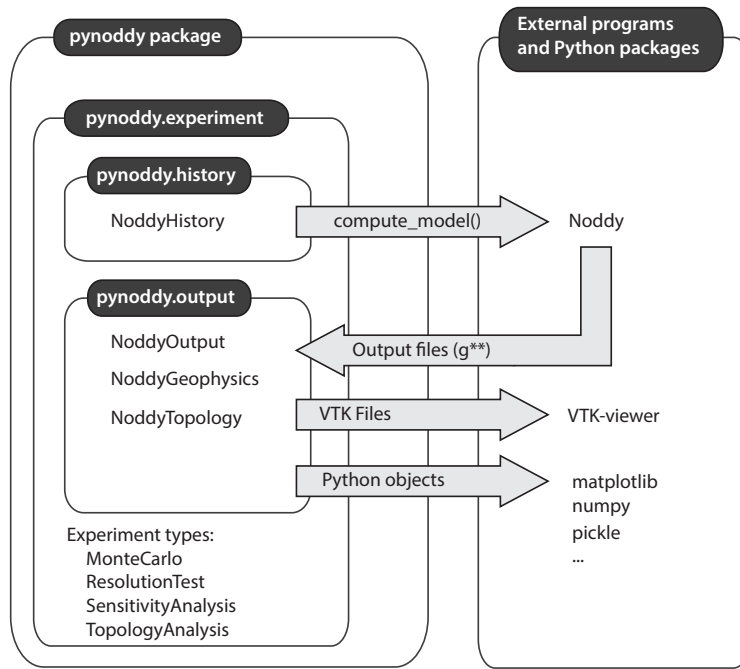 pynoddy package
External programs
and Python packages
pynoddy.experiment
pynoddy.history
NoddyHistory
compute_model()
Noddy
pynoddy.output
NoddyOutput
Output files (g**)
NoddyGeophysics
NoddyTopology
VTK Files
VTK-viewer
Python objects
matplotlib
numpy
pickle
...
Experiment types:
MonteCarlo
ResolutionTest
SensitivityAnalysis
TopologyAnalysis